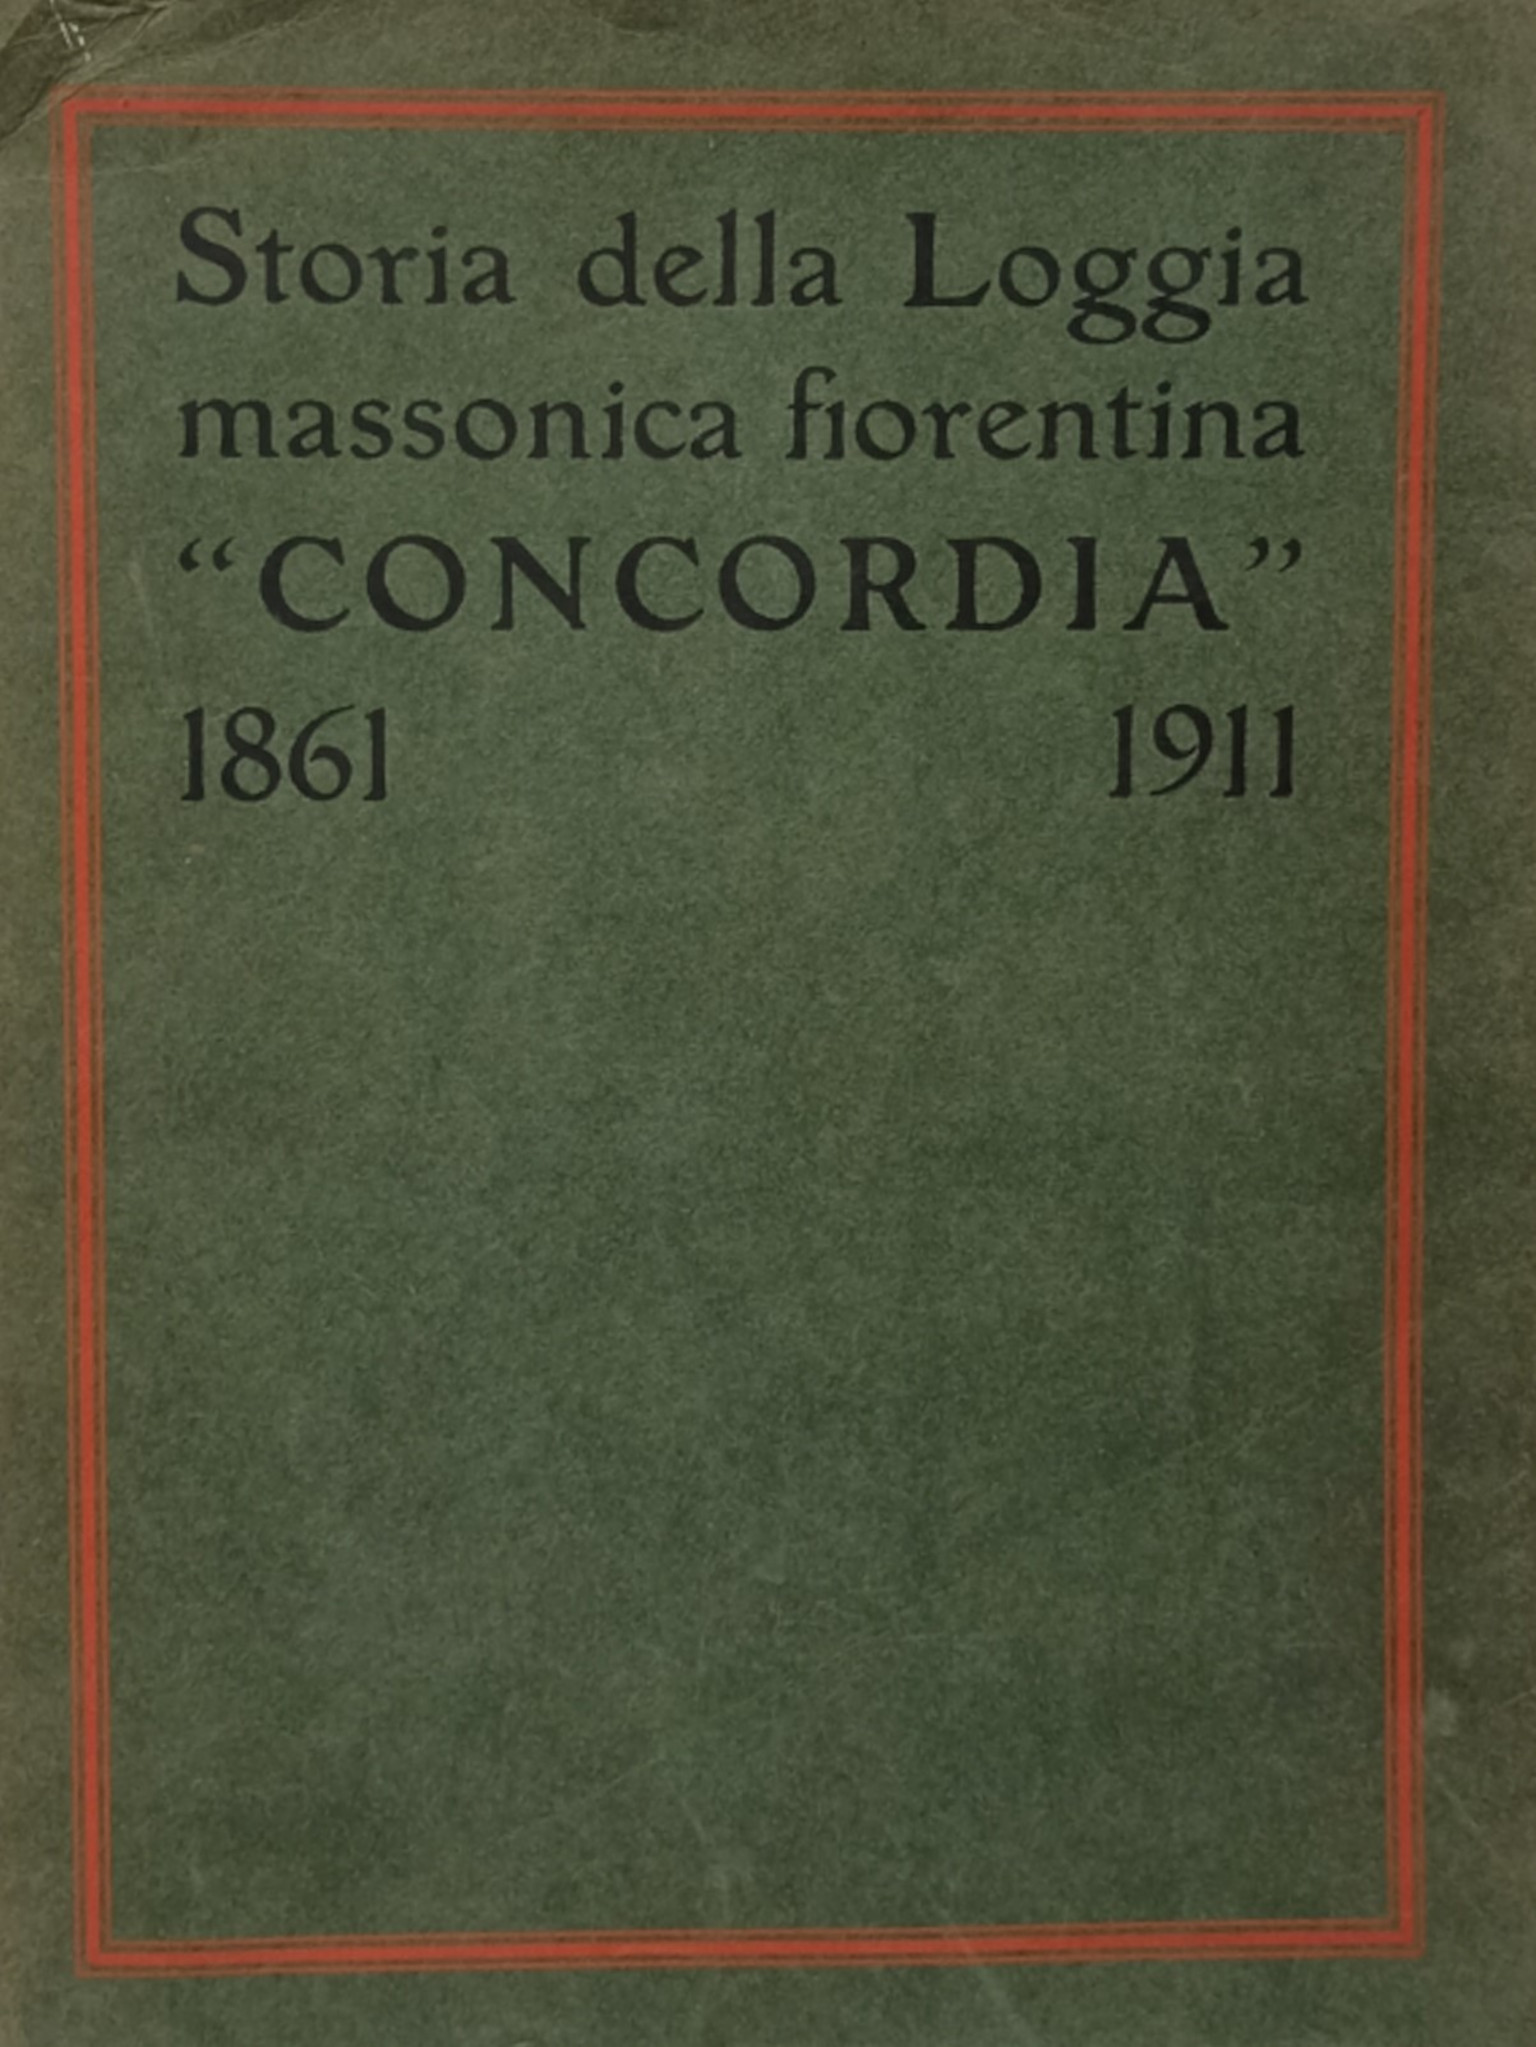 Storia della Loggia
massonica fiorentina
“CONCORDIA”
1861 1911